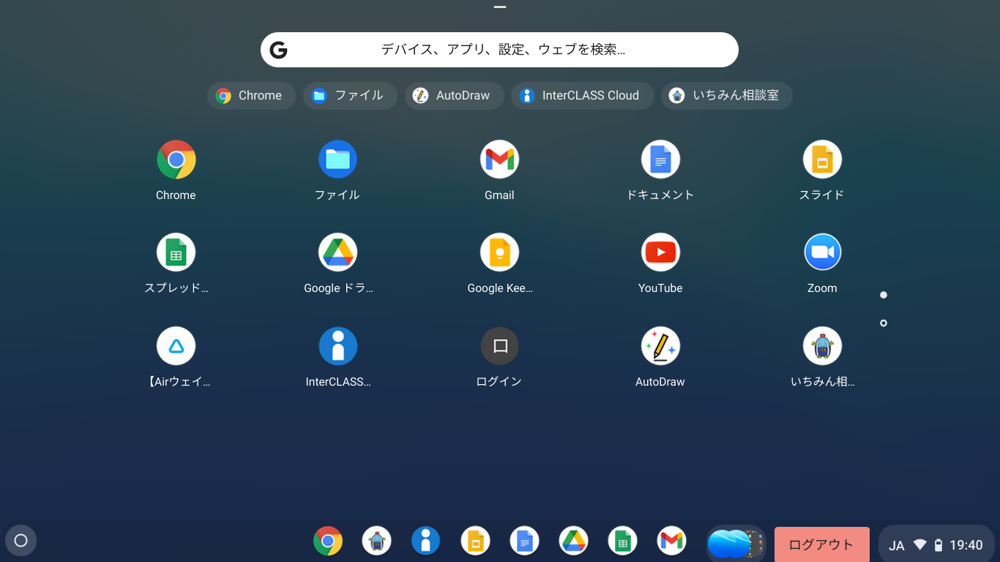 デバイス、アプリ、設定、ウェブを検索...
Chrome ファイル AutoDraw InterCLASS Cloud いちみん相談室
Chrome ファイル Gmail ドキュメント スライド
スプレッド... Google ドラ... Google Kee... YouTube Zoom
【Airウェイ... InterCLASS... ログイン AutoDraw いちみん相...
ログアウト JA 19:40